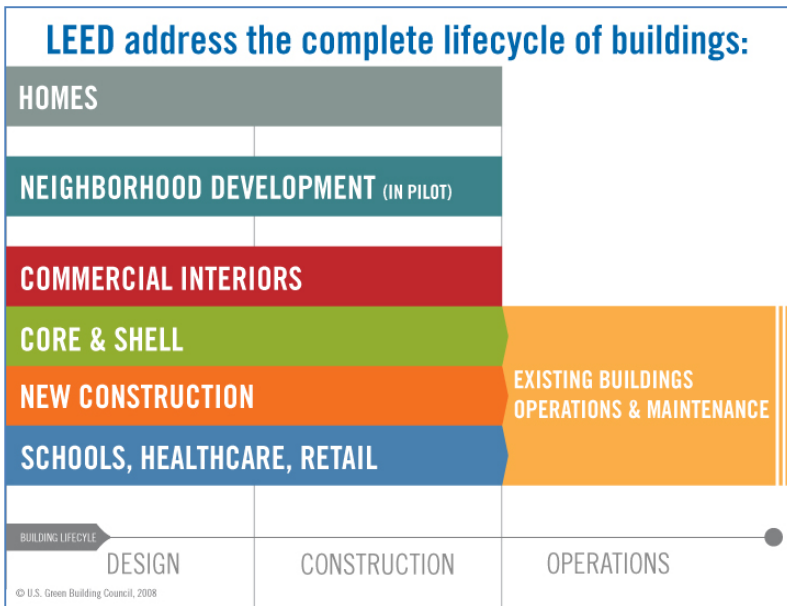 LEED address the complete lifecycle of buildings:
HOMES
NEIGHBORHOOD DEVELOPMENT (IN PILOT)
COMMERCIAL INTERIORS
CORE & SHELL
NEW CONSTRUCTION
SCHOOLS, HEALTHCARE, RETAIL
EXISTING BUILDINGS
OPERATIONS & MAINTENANCE
BUILDING LIFECYLE
DESIGN
CONSTRUCTION
OPERATIONS
© U.S. Green Building Council, 2008